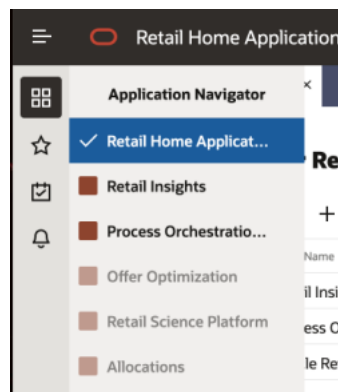 Retail Home Application
Application Navigator
×
✓ Retail Home Applicat...
Re
Retail Insights
+
Process Orchestratio...
Name
Offer Optimization
il Insi
Retail Science Platform
ess O
Allocations
le Re